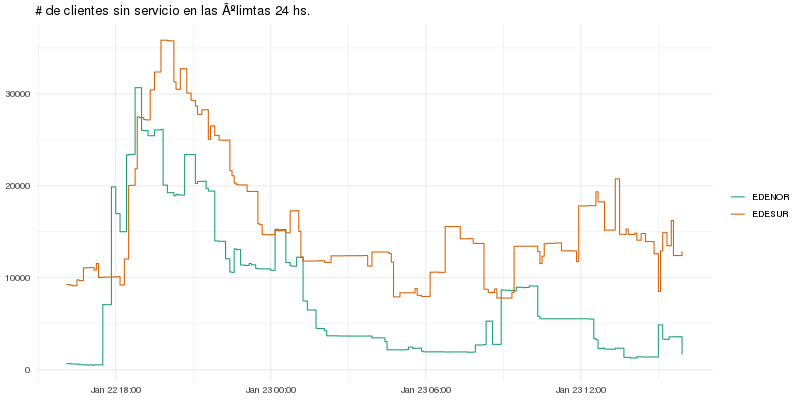 # de clientes sin servicio en las Ãºlimtas 24 hs.
30000
20000
10000
0
Jan 22 18:00
Jan 23 00:00
Jan 23 06:00
Jan 23 12:00
EDENOR
EDESUR